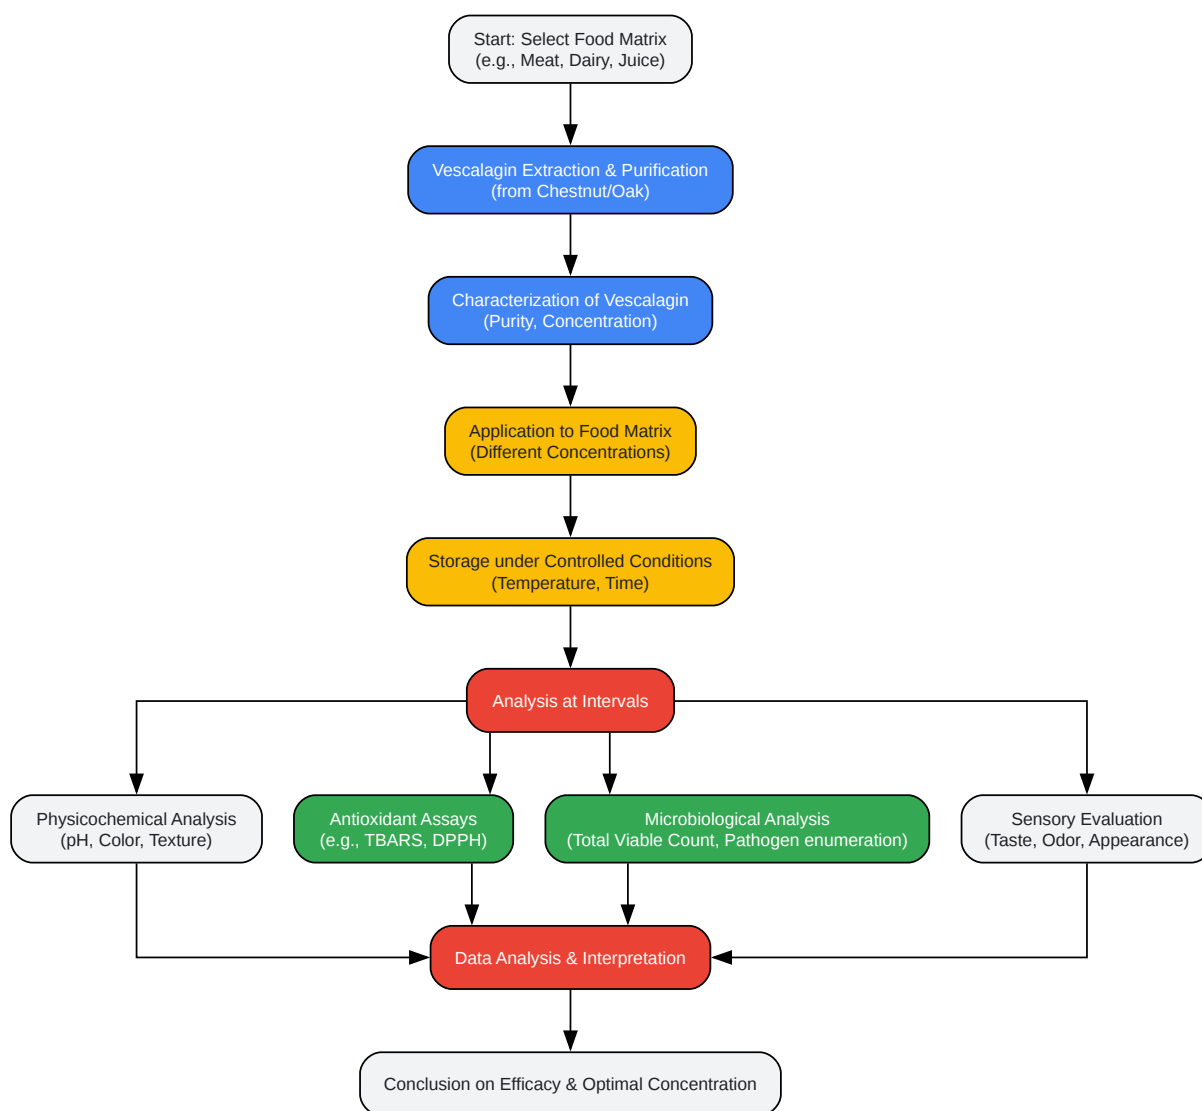 Start: Select Food Matrix
(e.g., Meat, Dairy, Juice)
Vescalagin Extraction & Purification
(from Chestnut/Oak)
Characterization of Vescalagin
(Purity, Concentration)
Application to Food Matrix
(Different Concentrations)
Storage under Controlled Conditions
(Temperature, Time)
Analysis at Intervals
Physicochemical Analysis
(pH, Color, Texture)
Antioxidant Assays
(e.g., TBARS, DPPH)
Microbiological Analysis
(Total Viable Count, Pathogen enumeration)
Sensory Evaluation
(Taste, Odor, Appearance)
Data Analysis & Interpretation
Conclusion on Efficacy & Optimal Concentration